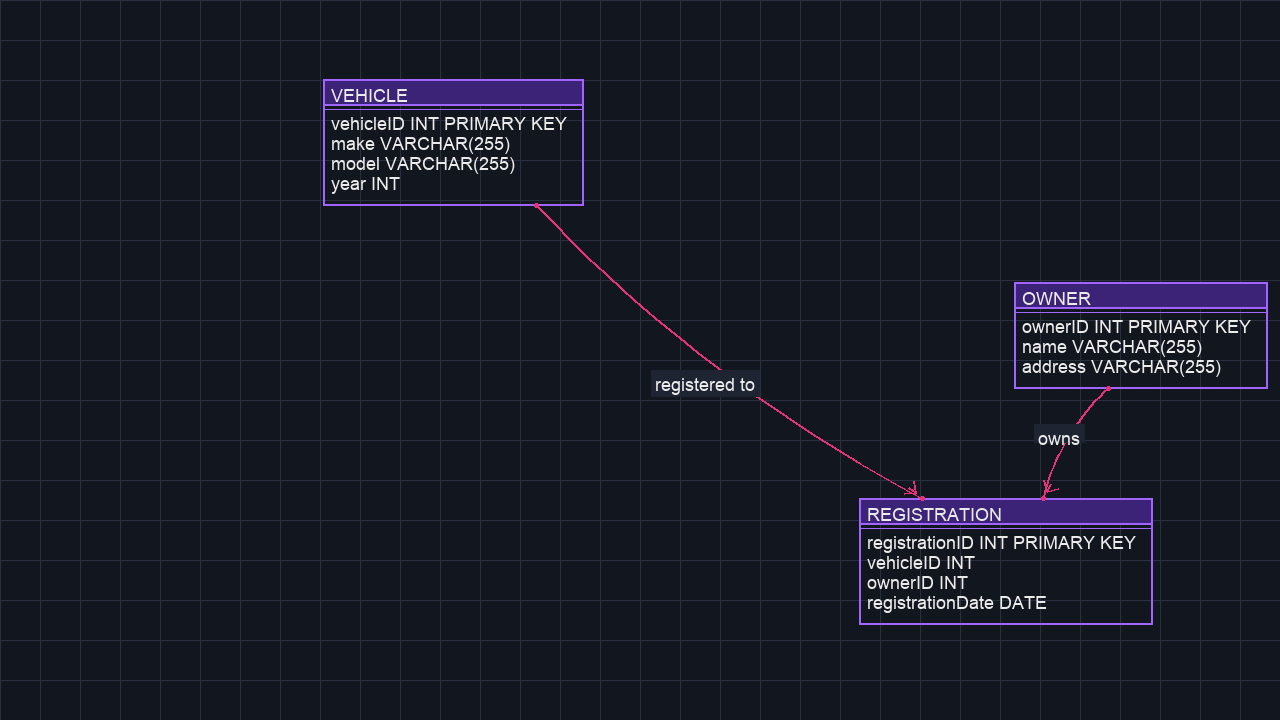 VEHICLE
vehicleID INT PRIMARY KEY
make VARCHAR(255)
model VARCHAR(255)
year INT
OWNER
ownerID INT PRIMARY KEY
name VARCHAR(255)
address VARCHAR(255)
registered to
owns
REGISTRATION
registrationID INT PRIMARY KEY
vehicleID INT
ownerID INT
registrationDate DATE